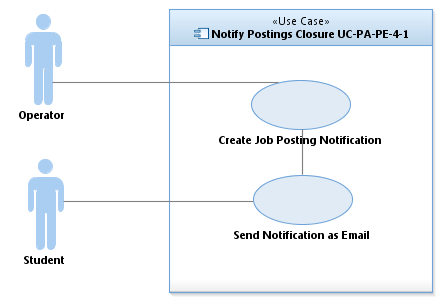 «Use Case»
Notify Postings Closure UC-PA-PE-4-1
Operator
Create Job Posting Notification
Send Notification as Email
Student